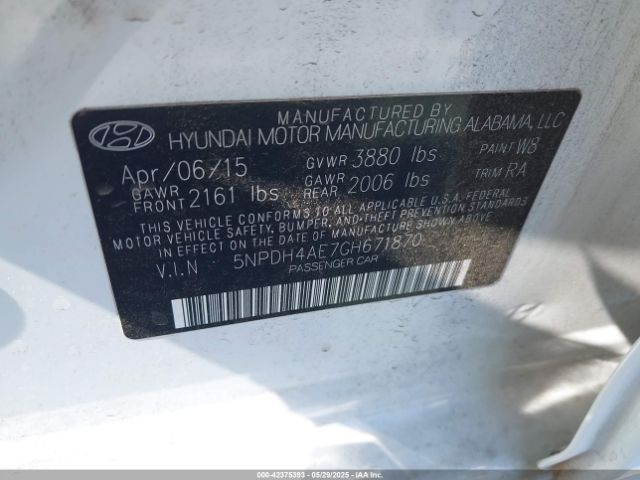 MANUFACTURED BY
HYUNDAI MOTOR MANUFACTURING ALABAMA, LLC
Apr/06/15 GVWR 3880 lbs PAINT W8
GAWR FRONT 2161 lbs GAWR REAR 2006 lbs TRIM RA
THIS VEHICLE CONFORMS TO ALL APPLICABLE U.S.A. FEDERAL
MOTOR VEHICLE SAFETY, BUMPER, AND THEFT PREVENTION STANDARDS
IN EFFECT ON THE DATE OF MANUFACTURE SHOWN ABOVE
V.I.N 5NPDH4AE7GH671870
PASSENGER CAR
000-42375393 05/29/2025 COPYRIGHT IAA, LLC.